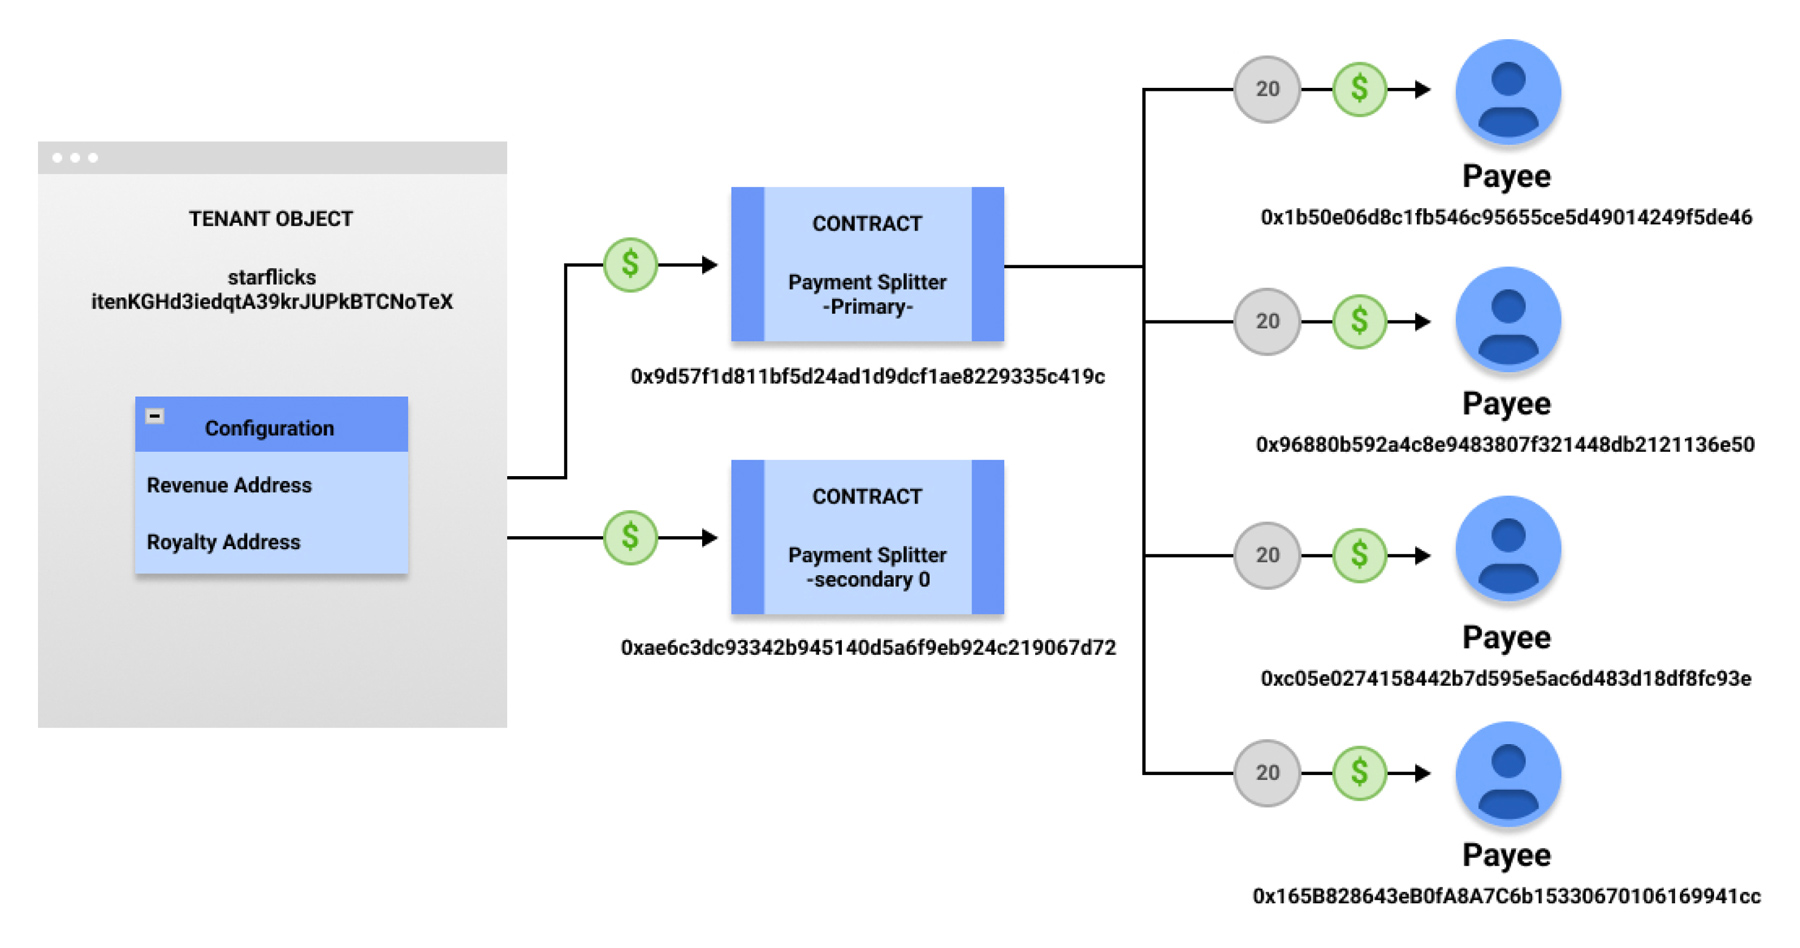 TENANT OBJECT
starflicks
itenKGHd3iedqtA39krJUPkBTCNoTeX
Configuration
Revenue Address
Royalty Address
$
CONTRACT
Payment Splitter
-Primary-
0x9d57f1d811bf5d24ad1d9dcf1ae8229335c419c
$
CONTRACT
Payment Splitter
-secondary 0
0xae6c3dc93342b945140d5a6f9eb924c219067d72
20
$
Payee
0x1b50e06d8c1fb546c95655ce5d49014249f5de46
20
$
Payee
0x96880b592a4c8e9483807f321448db2121136e50
20
$
Payee
0xc05e0274158442b7d595e5ac6d483d18df8fc93e
20
$
Payee
0x165B828643eB0fA8A7C6b15330670106169941cc